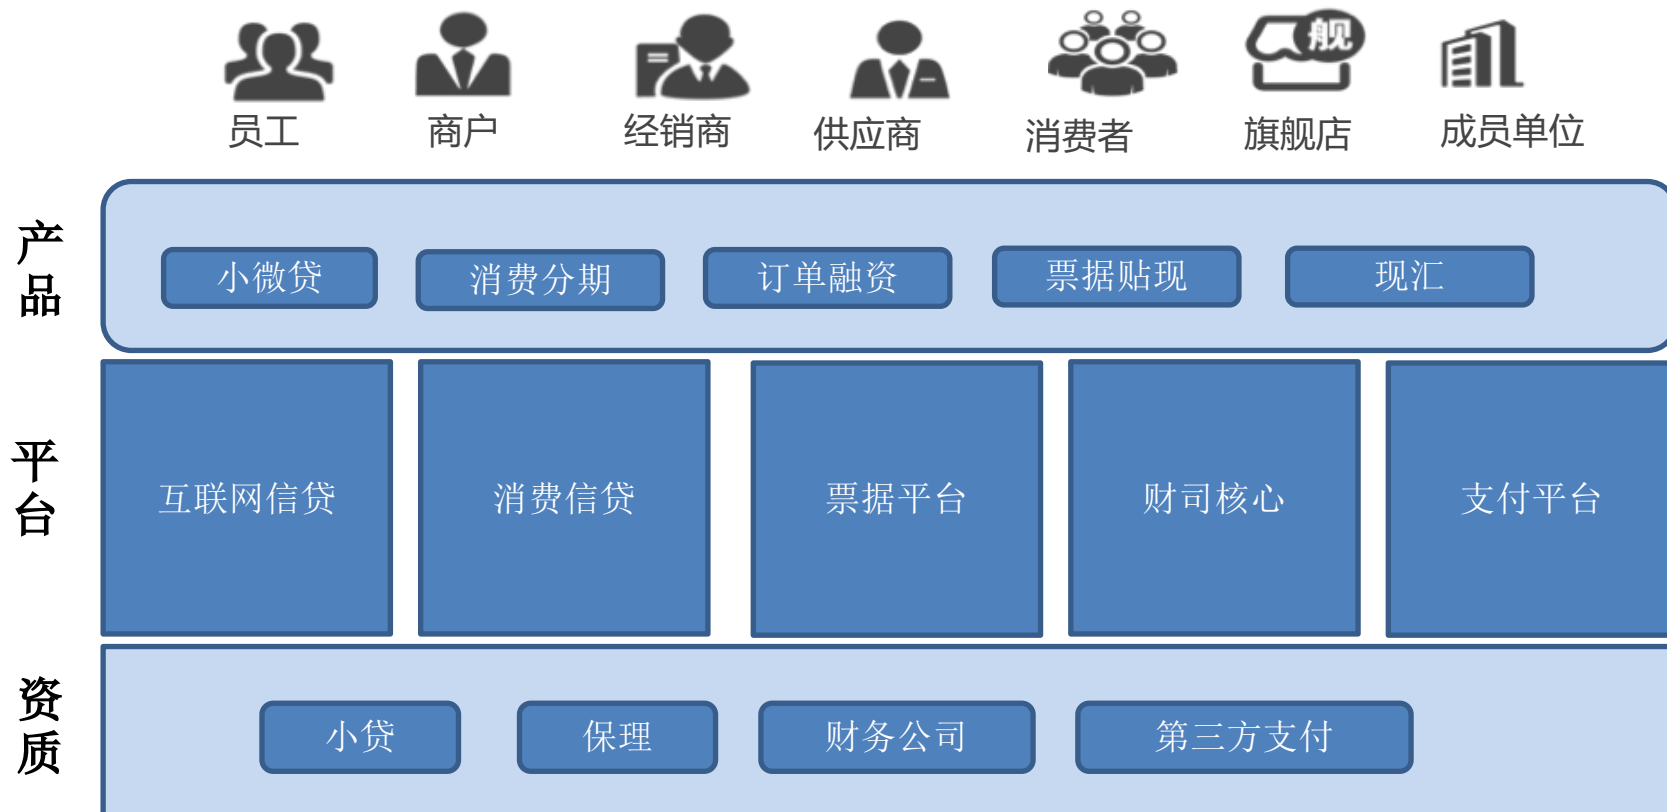 舰
员工 商户 经销商 供应商 消费者 旗舰店 成员单位
产品
小微贷 消费分期 订单融资 票据贴现 现汇
平台
互联网信贷 消费信贷 票据平台 财司核心 支付平台
资质
小贷 保理 财务公司 第三方支付